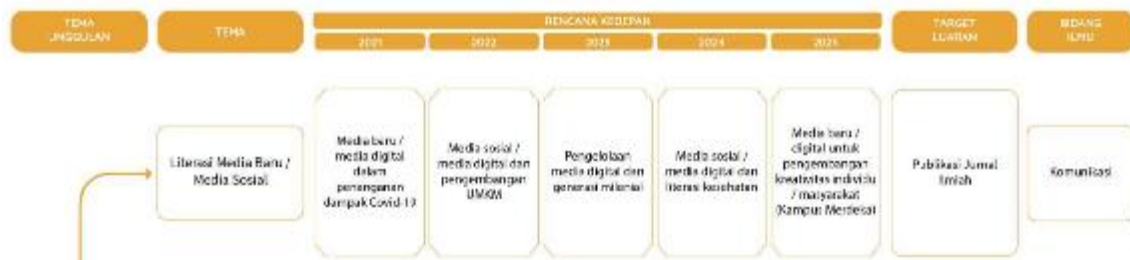 TEMA
UNGGULAN
TEMA
RENCANA KEDEPAN
2021
2022
2023
2024
2025
TARGET
LUARAN
BIDANG
ILMU
Literasi Media Baru /
Media Sosial
Media baru /
media digital
dalam
penanganan
dampak Covid-19
Media sosial /
media digital dan
pengembangan
UMKM
Pengelolaan
media digital dan
generasi milenial
Media sosial /
media digital dan
literasi kesehatan
Media baru /
digital untuk
pengembangan
kreativitas individu
/ masyarakat
(Kampus Merdeka)
Publikasi Jurnal
Ilmiah
Komunikasi